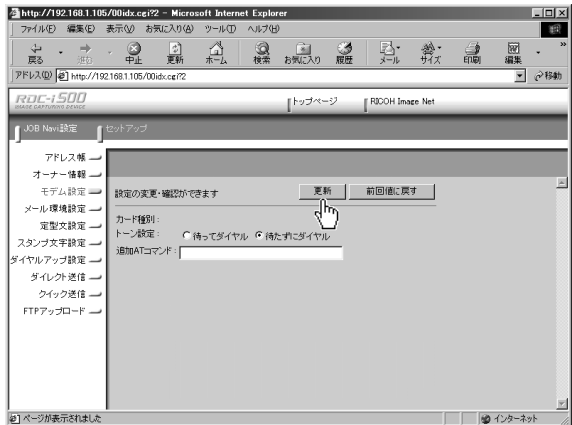 http://192.168.1.105/00idx.cgi?2 - Microsoft Internet Explorer
ファイル(F) 編集(E) 表示(V) お気に入り(A) ツール(T) ヘルプ(H)
戻る 進む 中止 更新 ホーム 検索 お気に入り 履歴 メール サイズ 印刷 編集 »
アドレス(D) http://192.168.1.105/00idx.cgi?2 移動
RDC-i500
IMAGE CAPTURING DEVICE
トップページ RICOH Image Net
JOB Navi設定 セットアップ
アドレス帳
オーナー情報
モデム設定
メール環境設定
定型文設定
スタンプ文字設定
ダイヤルアップ設定
ダイレクト送信
クイック送信
FTPアップロード
設定の変更・確認ができます 更新 前回値に戻す
カード種別:
トーン設定: 待ってダイヤル 待たずにダイヤル
追加ATコマンド:
ページが表示されました インターネット